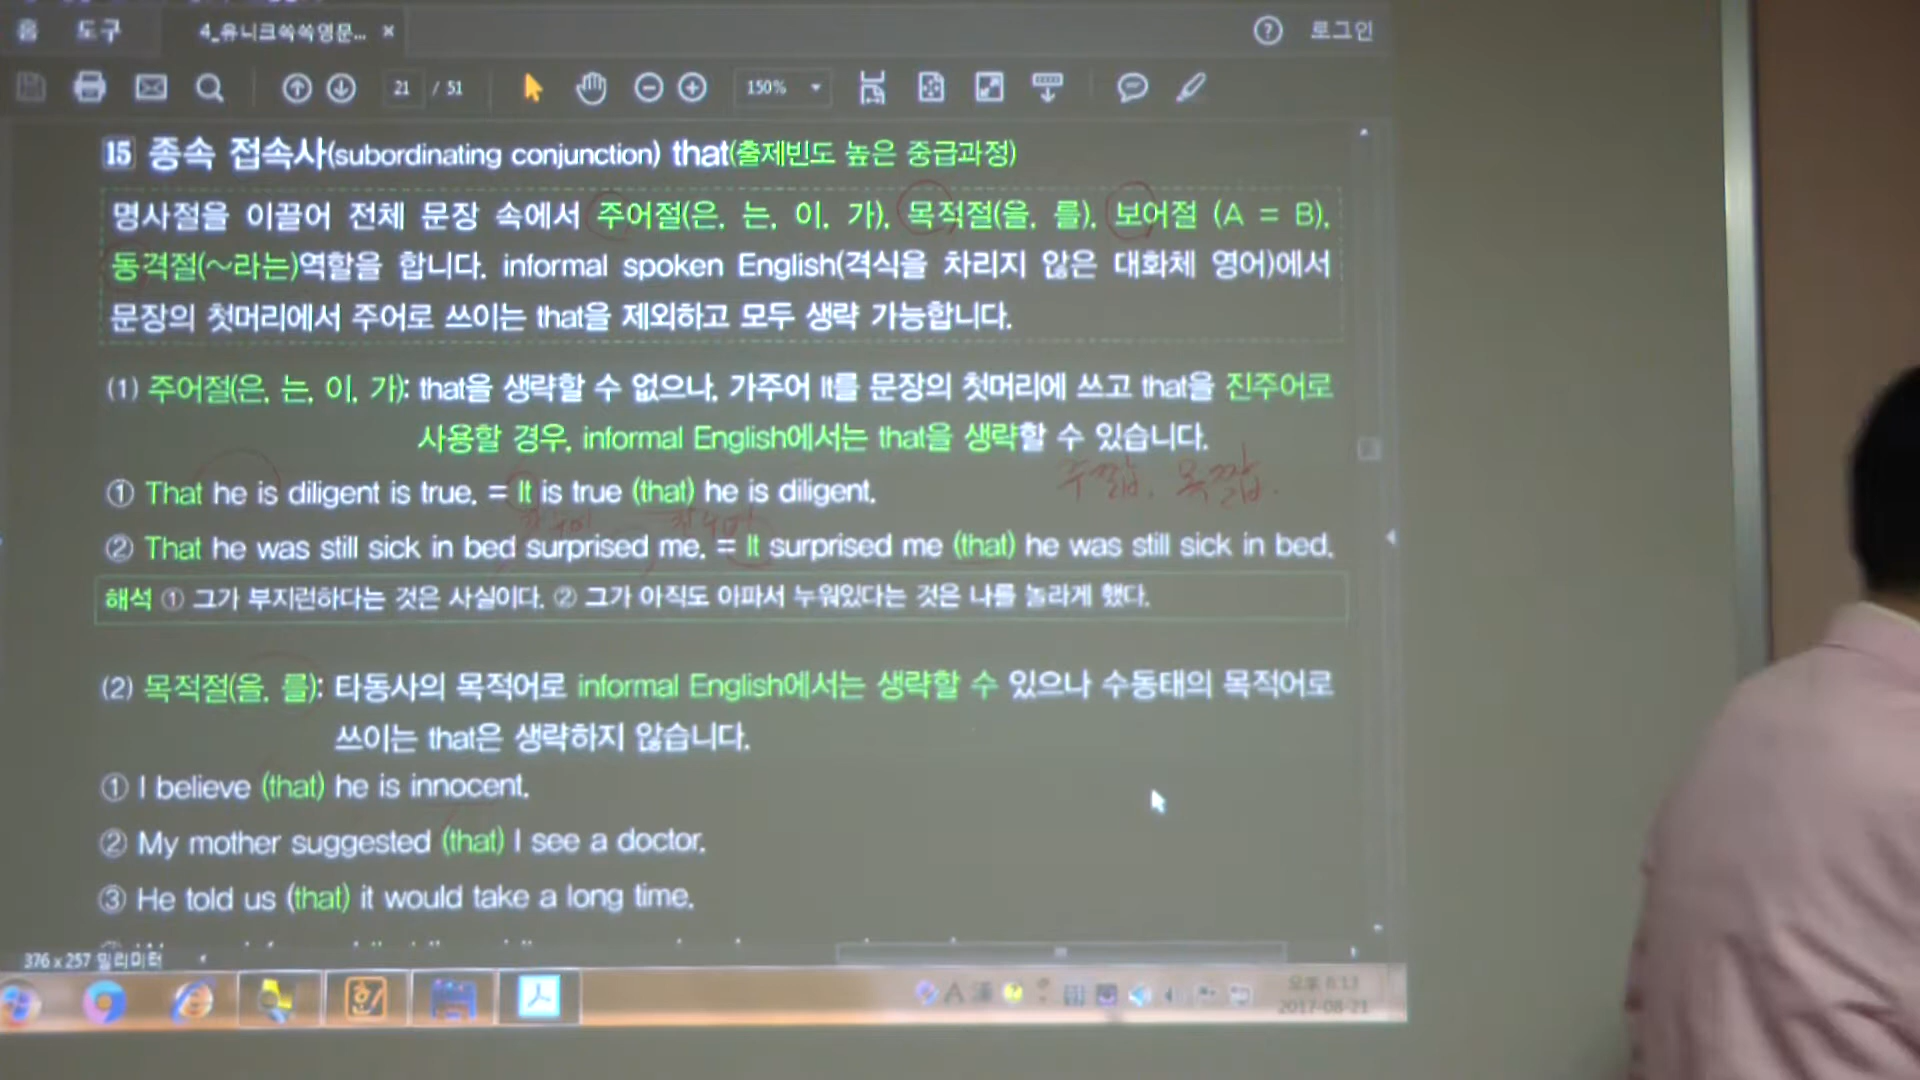 홈 도구 4_유니크쏙쏙영문... × ? 로그인
21 / 51 150%
15 종속 접속사(subordinating conjunction) that(출제빈도 높은 중급과정)
명사절을 이끌어 전체 문장 속에서 주어절(은, 는, 이, 가), 목적절(을, 를), 보어절 (A = B),
동격절(~라는)역할을 합니다. informal spoken English(격식을 차리지 않은 대화체 영어)에서
문장의 첫머리에서 주어로 쓰이는 that을 제외하고 모두 생략 가능합니다.
(1) 주어절(은, 는, 이, 가): that을 생략할 수 없으나, 가주어 It를 문장의 첫머리에 쓰고 that을 진주어로
사용할 경우, informal English에서는 that을 생략할 수 있습니다.
① That he is diligent is true. = It is true (that) he is diligent.
② That he was still sick in bed surprised me. = It surprised me (that) he was still sick in bed.
해석 ① 그가 부지런하다는 것은 사실이다. ② 그가 아직도 아파서 누워있다는 것은 나를 놀라게 했다.
(2) 목적절(을, 를): 타동사의 목적어로 informal English에서는 생략할 수 있으나 수동태의 목적어로
쓰이는 that은 생략하지 않습니다.
① I believe (that) he is innocent.
② My mother suggested (that) I see a doctor.
③ He told us (that) it would take a long time.
376 x 257 밀리미터
A 漢 오후 8:13
2017-08-21